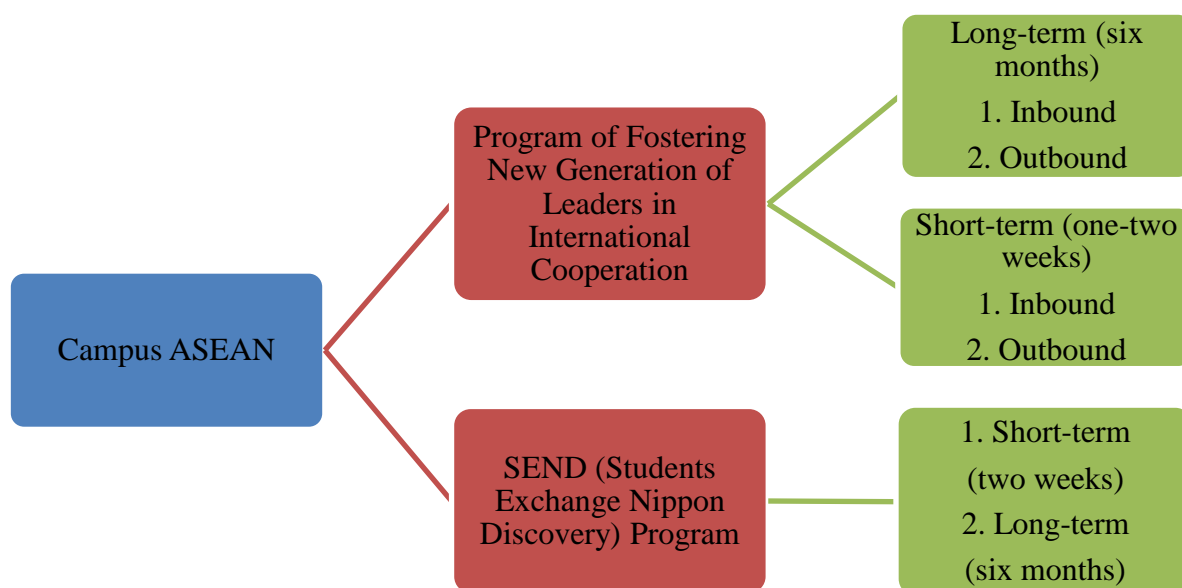 Campus ASEAN
Program of Fostering
New Generation of
Leaders in
International
Cooperation
Long-term (six
months)
1. Inbound
2. Outbound
Short-term (one-two
weeks)
1. Inbound
2. Outbound
SEND (Students
Exchange Nippon
Discovery) Program
1. Short-term
(two weeks)
2. Long-term
(six months)